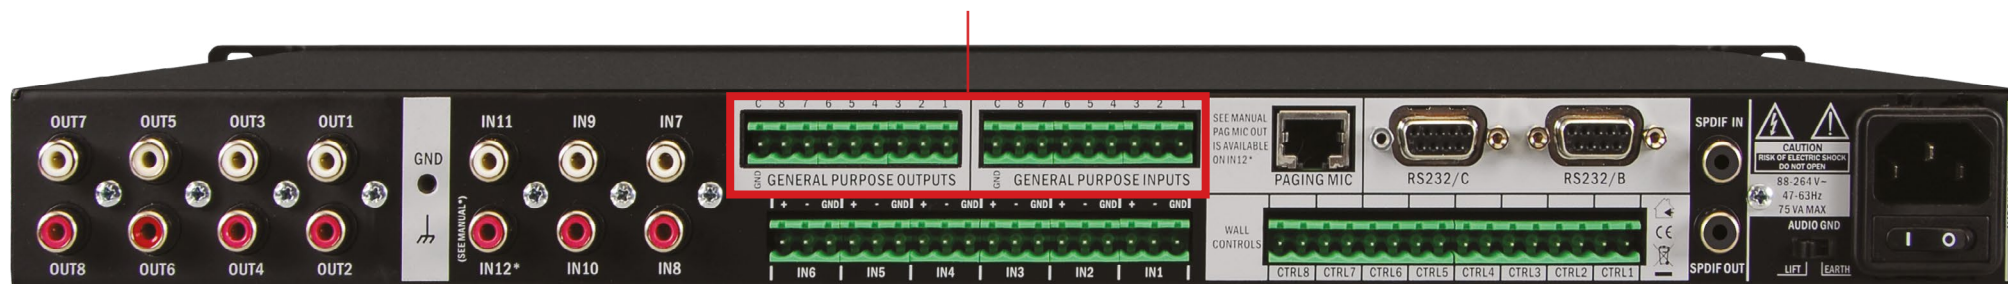 OUT7 OUT5 OUT3 OUT1
OUT8 OUT6 OUT4 OUT2
GND
IN11 IN9 IN7
(SEE MANUAL*)
IN12* IN10 IN8
C 8 7 6 5 4 3 2 1
GND
GENERAL PURPOSE OUTPUTS
C 8 7 6 5 4 3 2 1
GND
GENERAL PURPOSE INPUTS
+ - GND + - GND + - GND + - GND + - GND + - GND
IN6 IN5 IN4 IN3 IN2 IN1
SEE MANUAL
PAG MIC OUT
IS AVAILABLE
ON IN12*
PAGING MIC
RS232/C
RS232/B
WALL
CONTROLS
CTRL8 CTRL7 CTRL6 CTRL5 CTRL4 CTRL3 CTRL2 CTRL1
CE
SPDIF IN
SPDIF OUT
CAUTION
RISK OF ELECTRIC SHOCK
DO NOT OPEN
88-264V~
47-63Hz
75 VA MAX
AUDIO GND
LIFT EARTH
I O